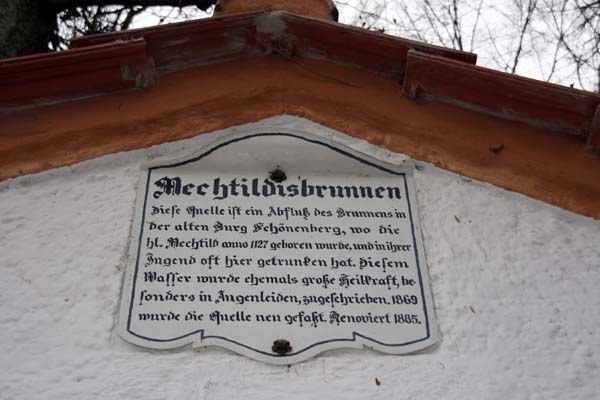 Mechtildisbrunnen
Diese Quelle ist ein Abfluß des Brunnens in
der alten Burg Schönenberg, wo die
hl. Mechtild anno 1127 geboren wurde, und in ihrer
Jugend oft hier getrunken hat. Diesem
Wasser wurde ehemals große Heilkraft, be-
sonders in Augenleiden, zugeschrieben. 1869
wurde die Quelle neu gefaßt. Renoviert 1885.